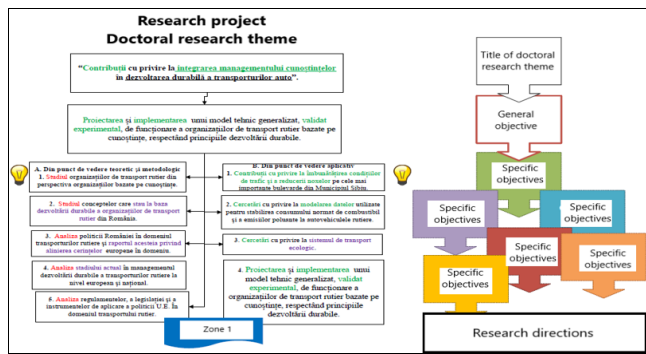 Research project
Doctoral research theme
“Contribuții cu privire la integrarea managementului cunoștințelor
în dezvoltarea durabilă a transporturilor auto”.
Proiectarea și implementarea unui model tehnic generalizat, validat
experimental, de funcționare a organizațiilor de transport rutier bazate pe
cunoștințe, respectând principiile dezvoltării durabile.
A. Din punct de vedere teoretic și metodologic
1. Studiul organizațiilor de transport rutier din
perspectiva organizațiilor bazate pe cunoștințe.
2. Studiul conceptelor care stau la baza
dezvoltării durabile a organizațiilor de transport
rutier din România.
3. Analiza politicii României în domeniul
transporturilor rutiere și raportul acesteia privind
alinierea cerințelor europene în domeniu.
4. Analiza stadiului actual în managementul
dezvoltării durabile a transporturilor rutiere la
nivel european și național.
5. Analiza regulamentelor, a legislației și a
instrumentelor de aplicare a politicii U.E. În
domeniul transportului rutier.
B. Din punct de vedere aplicativ
1. Contribuții cu privire la îmbunătățirea condițiilor
de trafic și a reducerii noxelor pe cele mai
importante bulevarde din Municipiul Sibiu.
2. Cercetări cu privire la modelarea datelor utilizate
pentru stabilirea consumului normat de combustibil
și a emisiilor poluante la autovehiculele rutiere.
3. Cercetări cu privire la sistemul de transport
ecologic.
4. Proiectarea și implementarea unui
model tehnic generalizat, validat
experimental, de funcționare a
organizațiilor de transport rutier bazate pe
cunoștințe, respectând principiile
dezvoltării durabile.
Zone 1
Title of doctoral
research theme
General
objective
Specific
objectives
Specific
objectives
Specific
objectives
Specific
objectives
Specific
objectives
Specific
objectives
Research directions